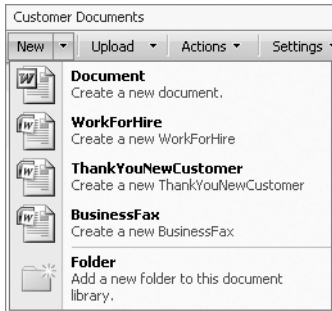 Customer Documents
New Upload Actions Settings
Document
Create a new document.
WorkForHire
Create a new WorkForHire
ThankYouNewCustomer
Create a new ThankYouNewCustomer
BusinessFax
Create a new BusinessFax
Folder
Add a new folder to this document
library.